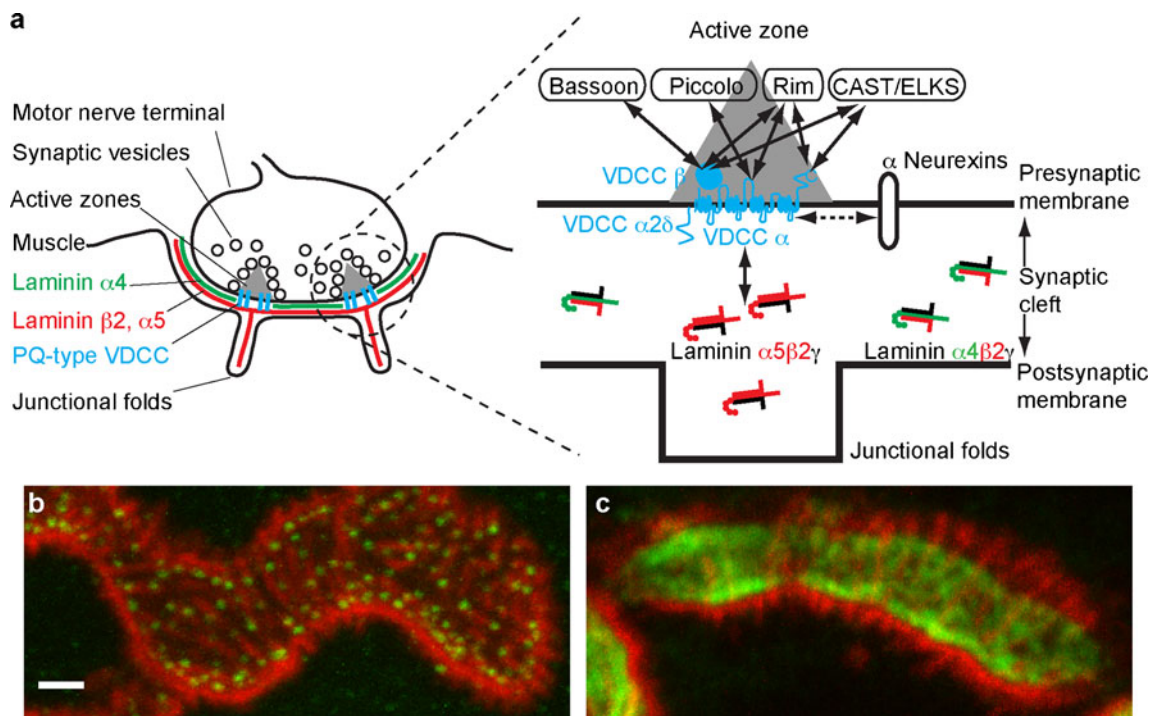 a
Motor nerve terminal
Synaptic vesicles
Active zones
Muscle
Laminin α4
Laminin β2, α5
PQ-type VDCC
Junctional folds
Active zone
Bassoon Piccolo Rim CAST/ELKS
VDCC β
α Neurexins
VDCC α2δ
VDCC α
Presynaptic
membrane
Synaptic
cleft
Laminin α5β2γ
Laminin α4β2γ
Postsynaptic
membrane
Junctional folds
b
c